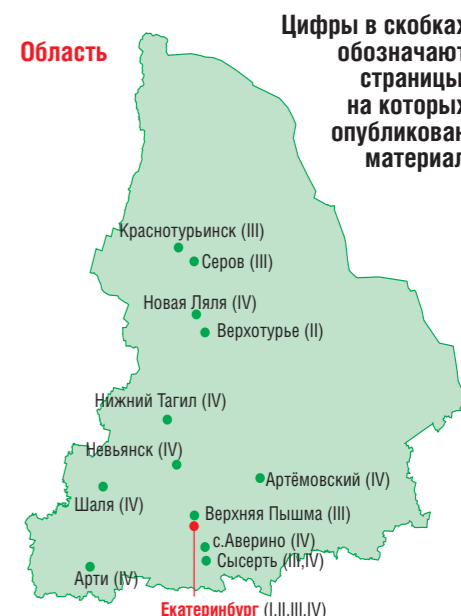 Цифры в скобках
обозначают
страницы
на которых
опубликован
материал
Область
Краснотурьинск (III)
Серов (III)
Новая Ляля (IV)
Верхотурье (II)
Нижний Тагил (IV)
Невьянск (IV)
Артёмовский (IV)
Шаля (IV)
Верхняя Пышма (III)
с.Аверино (IV)
Сысерть (III,IV)
Арти (IV)
Екатеринбург (I,II,III,IV)